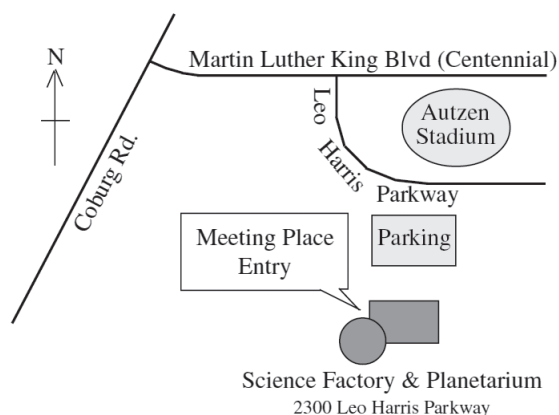 N
Martin Luther King Blvd (Centennial)
Leo
Harris
Parkway
Autzen
Stadium
Coburg Rd.
Parking
Meeting Place
Entry
Science Factory & Planetarium
2300 Leo Harris Parkway